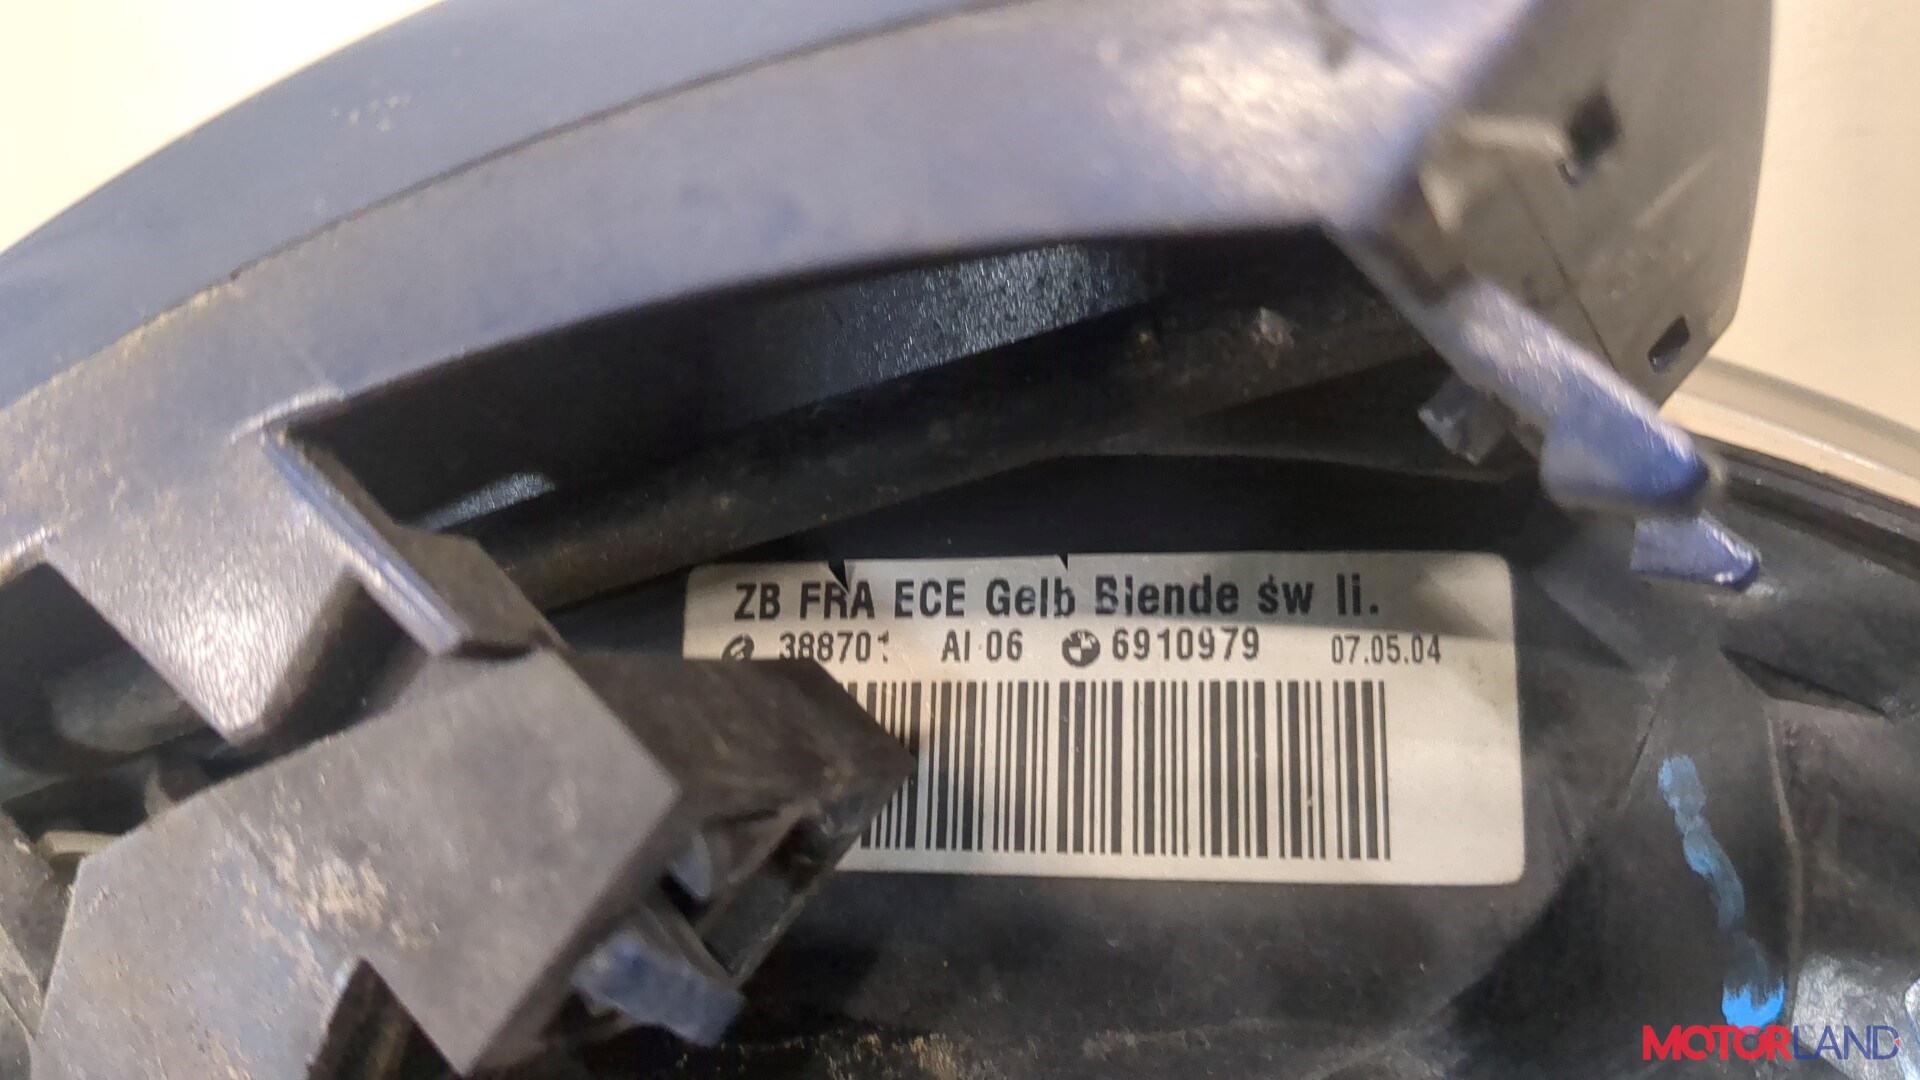 ZB FRA ECE Gelb Blende sw li.
388701 AI 06 6910979 07.05.04
MOTORLAND